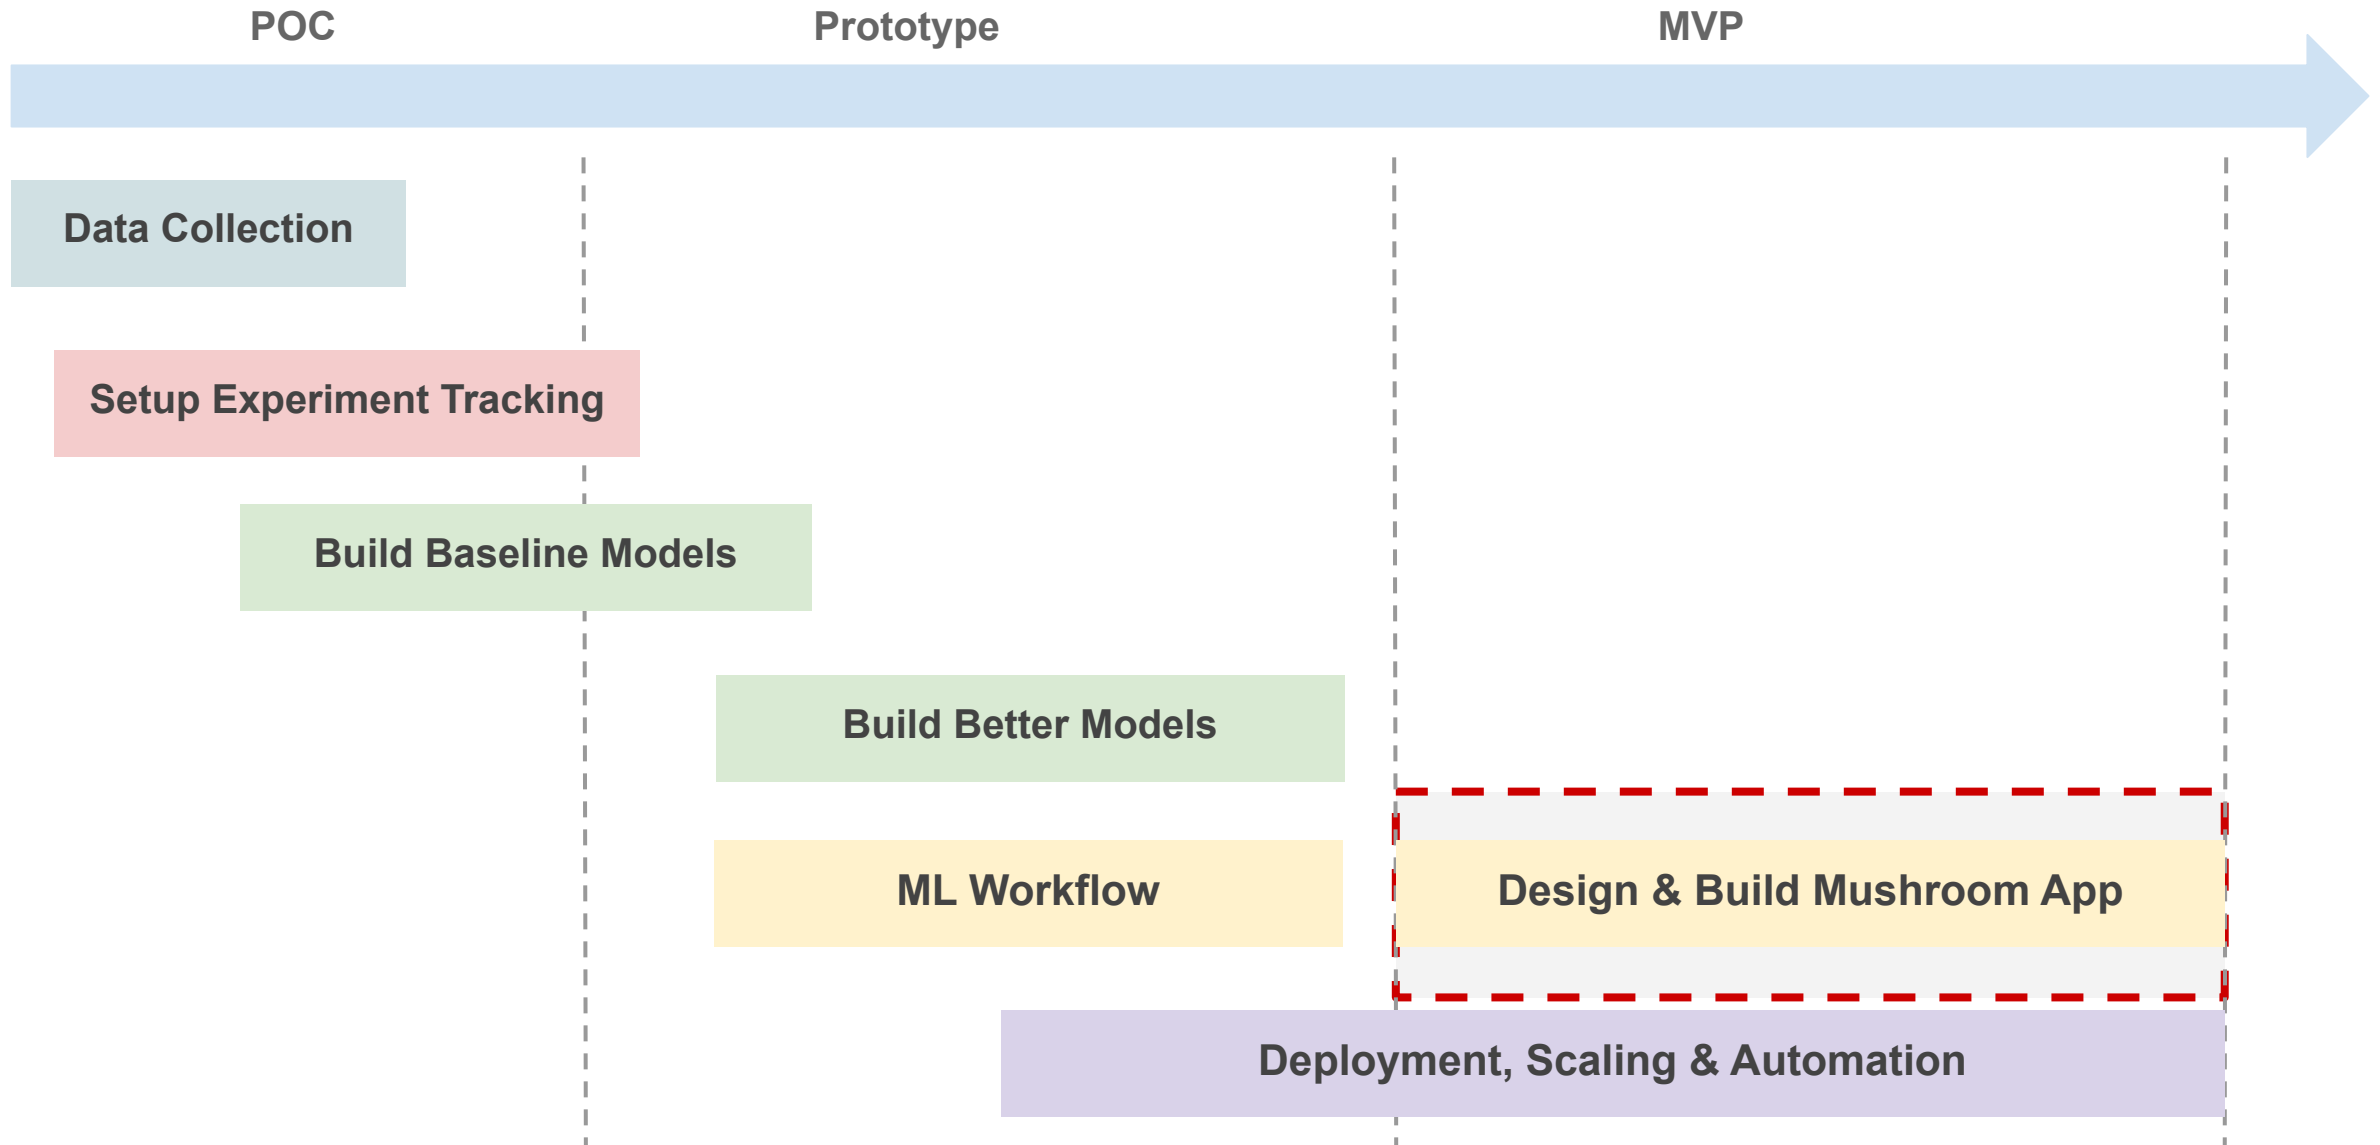 POC
Prototype
MVP
Data Collection
Setup Experiment Tracking
Build Baseline Models
Build Better Models
ML Workflow
Design & Build Mushroom App
Deployment, Scaling & Automation